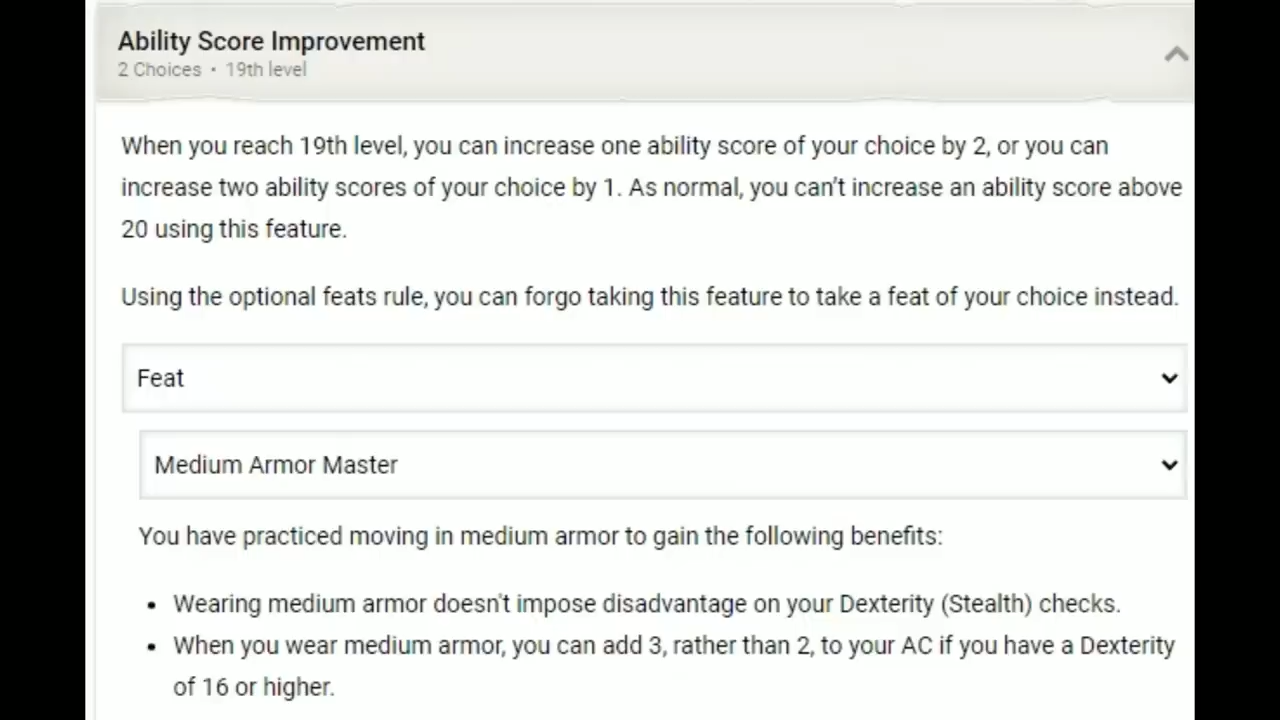 Ability Score Improvement
2 Choices • 19th level
When you reach 19th level, you can increase one ability score of your choice by 2, or you can
increase two ability scores of your choice by 1. As normal, you can’t increase an ability score above
20 using this feature.
Using the optional feats rule, you can forgo taking this feature to take a feat of your choice instead.
Feat
Medium Armor Master
You have practiced moving in medium armor to gain the following benefits:
• Wearing medium armor doesn't impose disadvantage on your Dexterity (Stealth) checks.
• When you wear medium armor, you can add 3, rather than 2, to your AC if you have a Dexterity
of 16 or higher.